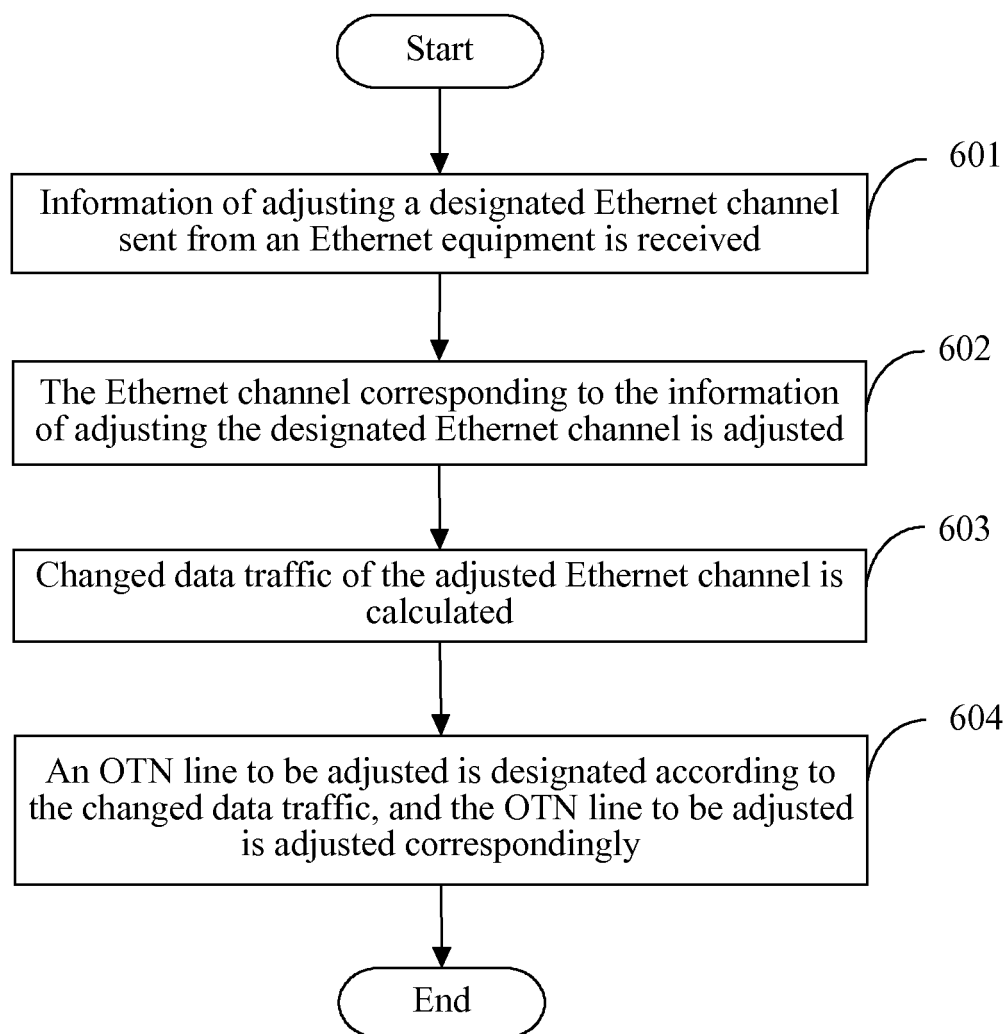 Start
601
Information of adjusting a designated Ethernet channel
sent from an Ethernet equipment is received
602
The Ethernet channel corresponding to the information
of adjusting the designated Ethernet channel is adjusted
603
Changed data traffic of the adjusted Ethernet channel is
calculated
604
An OTN line to be adjusted is designated according to
the changed data traffic, and the OTN line to be adjusted
is adjusted correspondingly
End